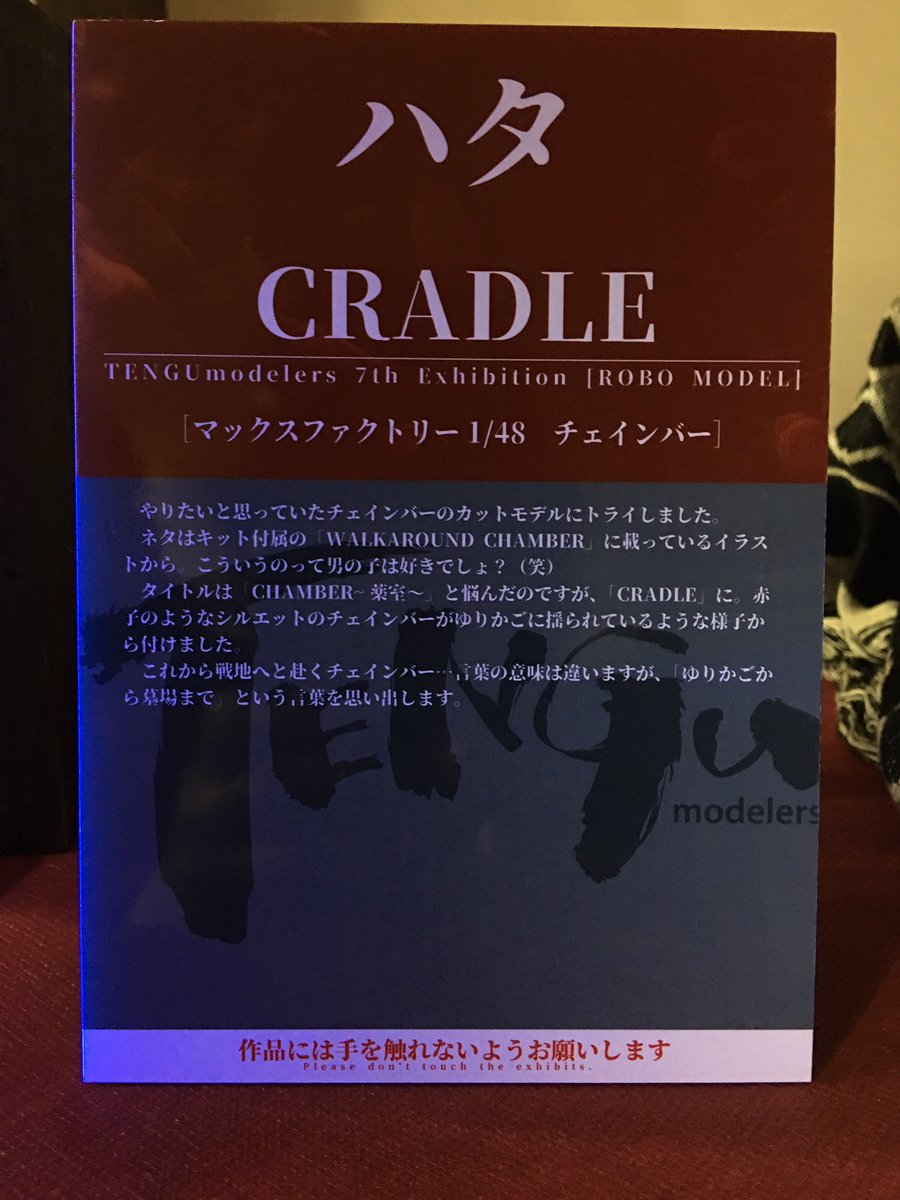 ハタ
CRADLE
TENGUmodelers 7th Exhibition [ROBO MODEL]
［マックスファクトリー 1/48　チェインバー］
　やりたいと思っていたチェインバーのカットモデルにトライしました。
　ネタはキット付属の「WALKAROUND CHAMBER」に載っているイラス
トから。こういうのって男の子は好きでしょ？（笑）
　タイトルは「CHAMBER~ 薬室～」と悩んだのですが、「CRADLE」に。赤
子のようなシルエットのチェインバーがゆりかごに揺られているような様子か
ら付けました。
　これから戦地へと赴くチェインバー…言葉の意味は違いますが、「ゆりかごか
ら墓場まで」という言葉を思い出します。
TENGu
modelers
作品には手を触れないようお願いします
Please don't touch the exhibits.